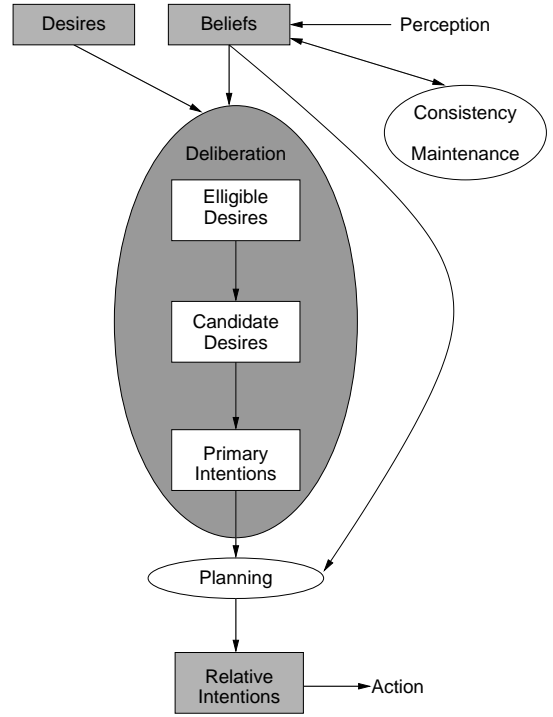 Desires
Beliefs
Perception
Consistency
Maintenance
Deliberation
Elligible
Desires
Candidate
Desires
Primary
Intentions
Planning
Relative
Intentions
Action